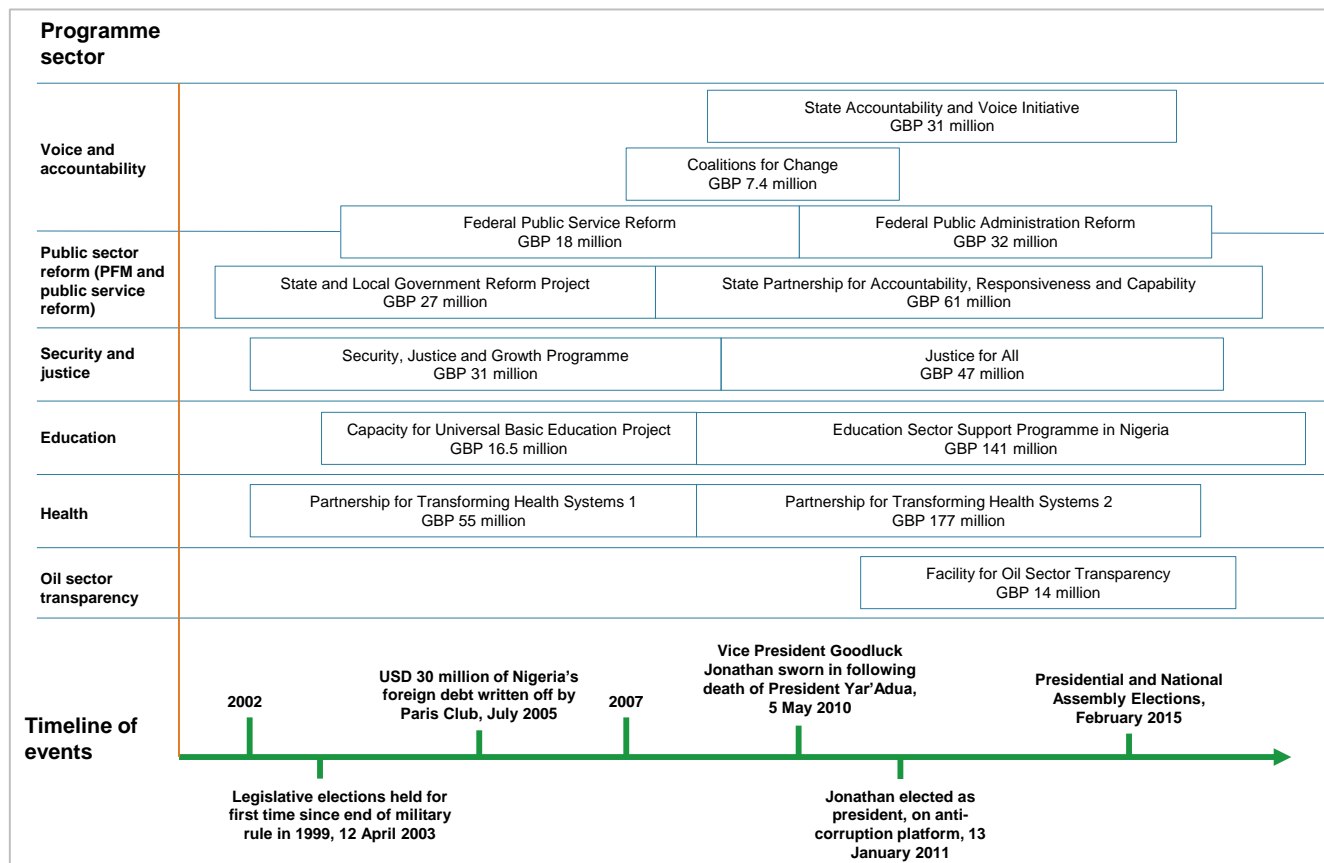 Programme
sector
Voice and
accountability
State Accountability and Voice Initiative
GBP 31 million
Coalitions for Change
GBP 7.4 million
Federal Public Service Reform
GBP 18 million
Federal Public Administration Reform
GBP 32 million
Public sector
reform (PFM and
public service
reform)
State and Local Government Reform Project
GBP 27 million
State Partnership for Accountability, Responsiveness and Capability
GBP 61 million
Security and
justice
Security, Justice and Growth Programme
GBP 31 million
Justice for All
GBP 47 million
Education
Capacity for Universal Basic Education Project
GBP 16.5 million
Education Sector Support Programme in Nigeria
GBP 141 million
Health
Partnership for Transforming Health Systems 1
GBP 55 million
Partnership for Transforming Health Systems 2
GBP 177 million
Oil sector
transparency
Facility for Oil Sector Transparency
GBP 14 million
Timeline of
events
2002
USD 30 million of Nigeria's
foreign debt written off by
Paris Club, July 2005
2007
Vice President Goodluck
Jonathan sworn in following
death of President Yar'Adua,
5 May 2010
Presidential and National
Assembly Elections,
February 2015
Legislative elections held for
first time since end of military
rule in 1999, 12 April 2003
Jonathan elected as
president, on anti-
corruption platform, 13
January 2011